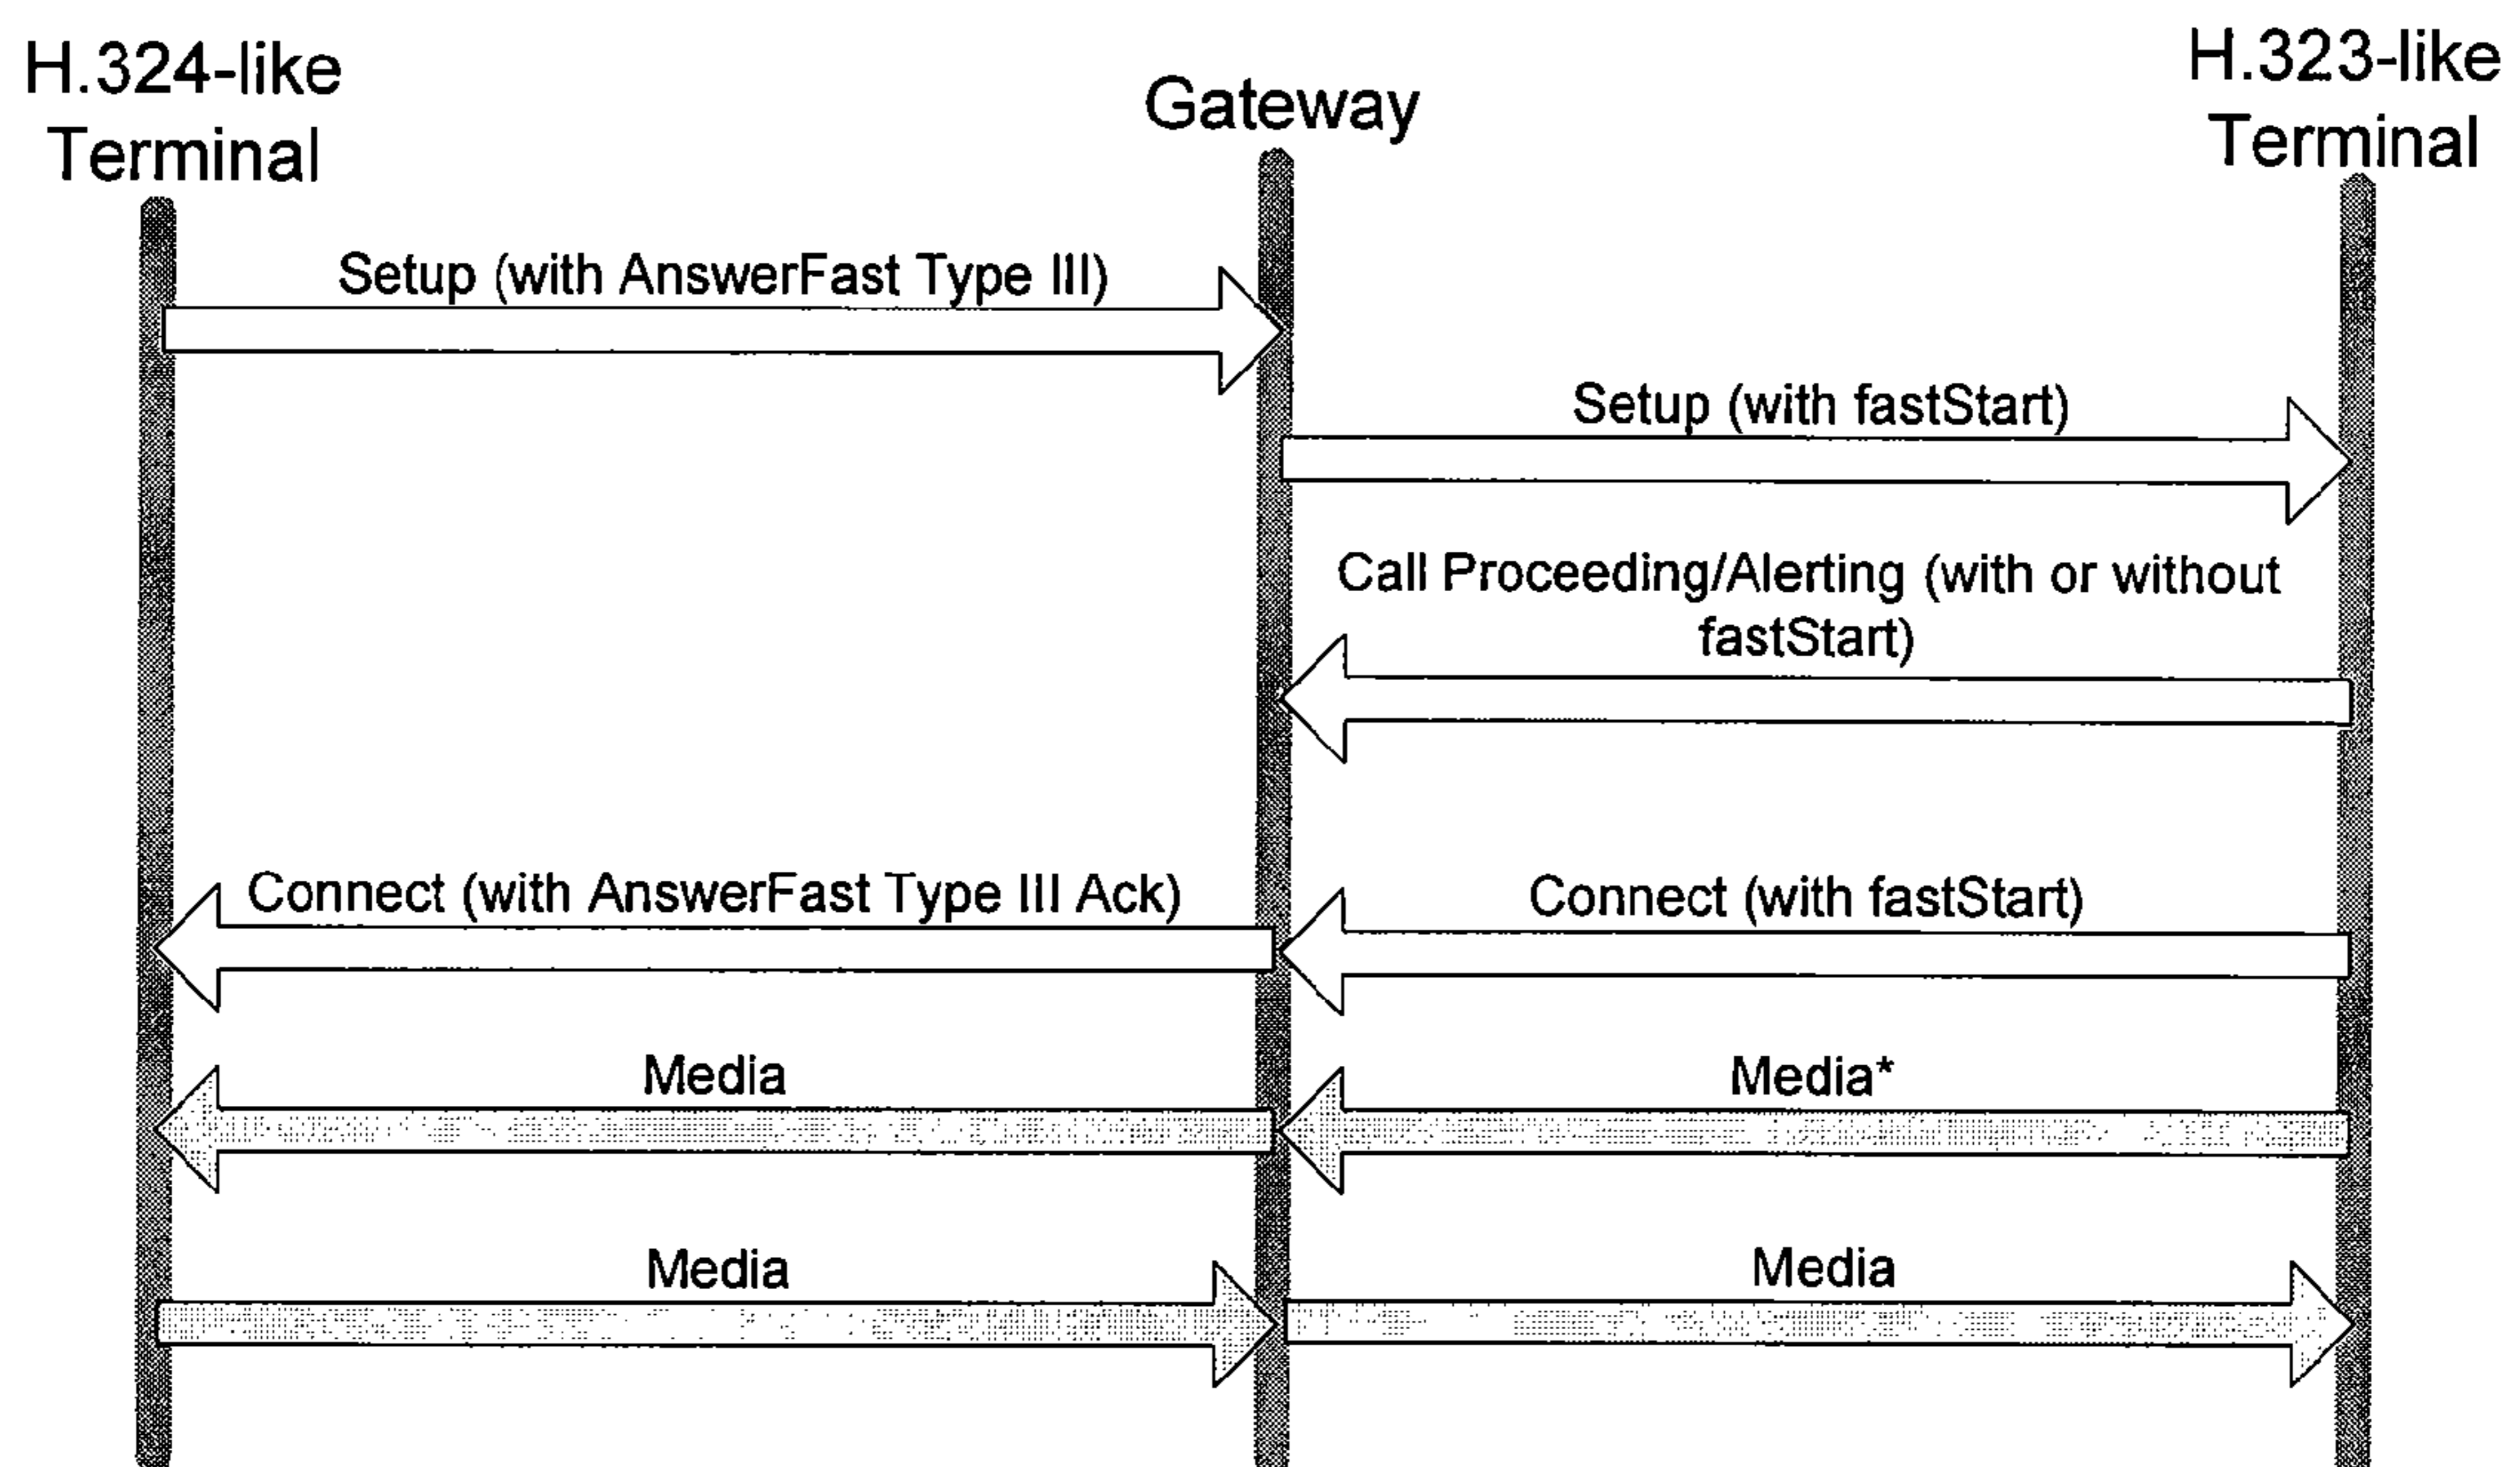 H.324-like
Terminal
Gateway
H.323-like
Terminal
Setup (with AnswerFast Type III)
Setup (with fastStart)
Call Proceeding/Alerting (with or without
fastStart)
Connect (with AnswerFast Type III Ack)
Connect (with fastStart)
Media
Media*
Media
Media